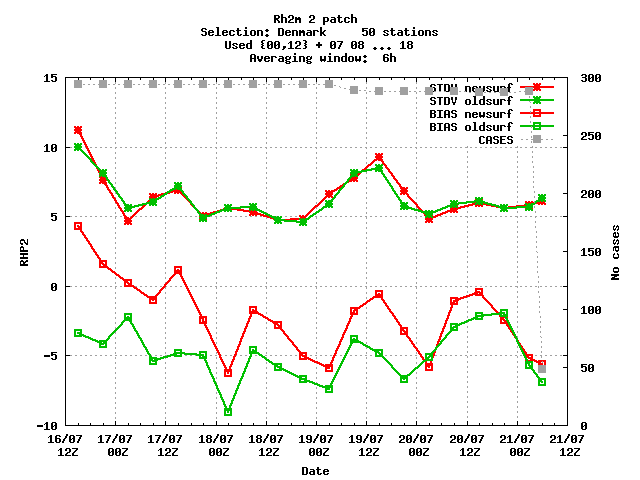 Rh2m 2 patch
Selection: Denmark     50 stations
Used {00,12} + 07 08 ... 18
Averaging window:  6h
15
10
5
0
-5
-10
RHP2
300
250
200
150
100
50
0
No cases
STDV newsurf
STDV oldsurf
BIAS newsurf
BIAS oldsurf
CASES
16/07 17/07 17/07 18/07 18/07 19/07 19/07 20/07 20/07 21/07 21/07
12Z 00Z 12Z 00Z 12Z 00Z 12Z 00Z 12Z 00Z 12Z
Date